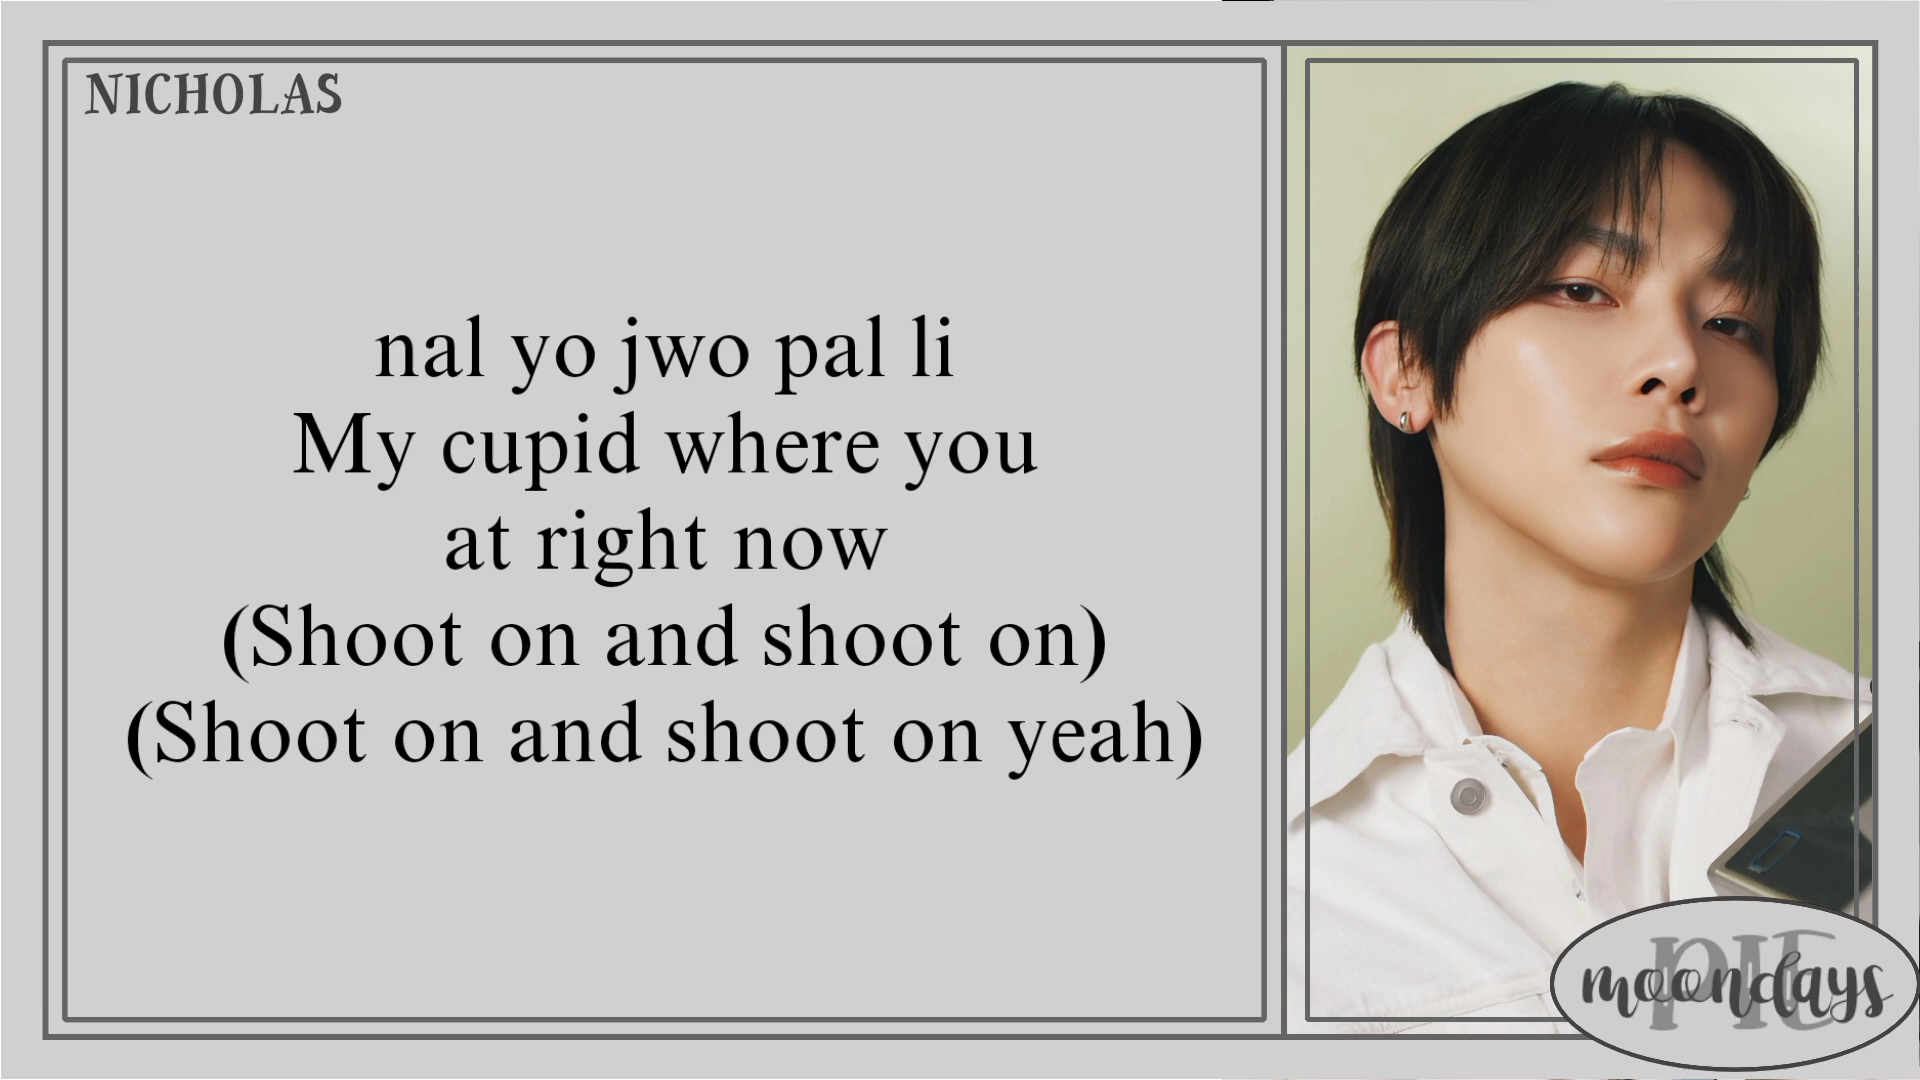 NICHOLAS
nal yo jwo pal li
My cupid where you
at right now
(Shoot on and shoot on)
(Shoot on and shoot on yeah)
moondays